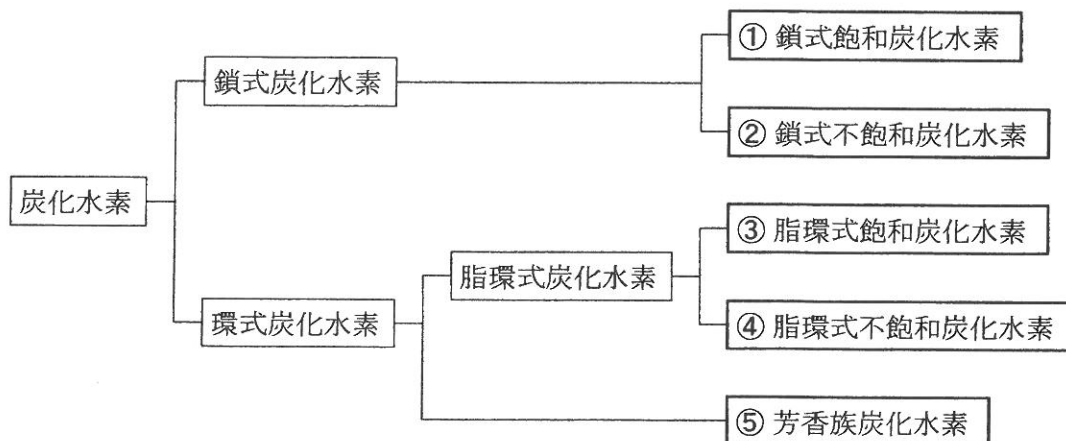 ① 鎖式飽和炭化水素
鎖式炭化水素
② 鎖式不飽和炭化水素
炭化水素
③ 脂環式飽和炭化水素
脂環式炭化水素
環式炭化水素
④ 脂環式不飽和炭化水素
⑤ 芳香族炭化水素